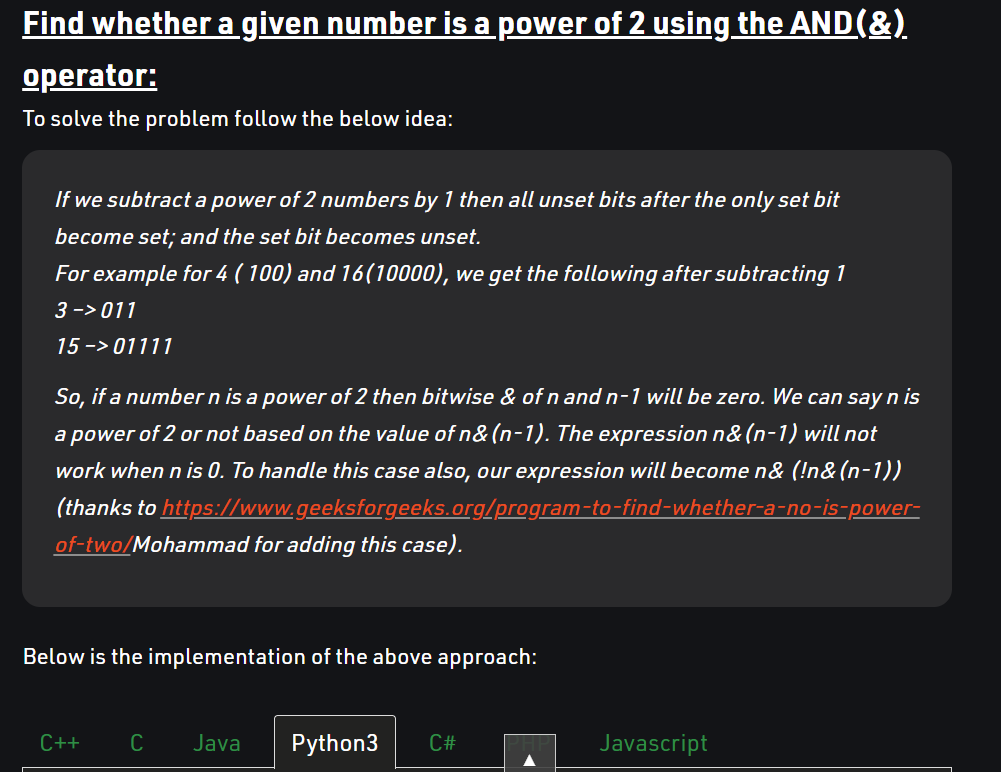 Find whether a given number is a power of 2 using the AND(&)
operator:
To solve the problem follow the below idea:
If we subtract a power of 2 numbers by 1 then all unset bits after the only set bit
become set; and the set bit becomes unset.
For example for 4 ( 100) and 16(10000), we get the following after subtracting 1
3 –> 011
15 –> 01111
So, if a number n is a power of 2 then bitwise & of n and n-1 will be zero. We can say n is
a power of 2 or not based on the value of n&(n-1). The expression n&(n-1) will not
work when n is 0. To handle this case also, our expression will become n& (!n&(n-1))
(thanks to https://www.geeksforgeeks.org/program-to-find-whether-a-no-is-power-
of-two/Mohammad for adding this case).
Below is the implementation of the above approach:
C++ C Java Python3 C# PHP Javascript